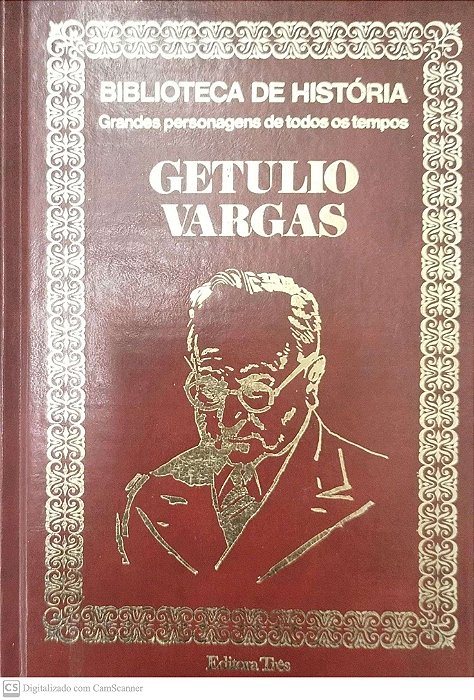 BIBLIOTECA DE HISTÓRIA
Grandes personagens de todos os tempos
GETULIO
VARGAS
Editora Três
CS Digitalizado com CamScanner